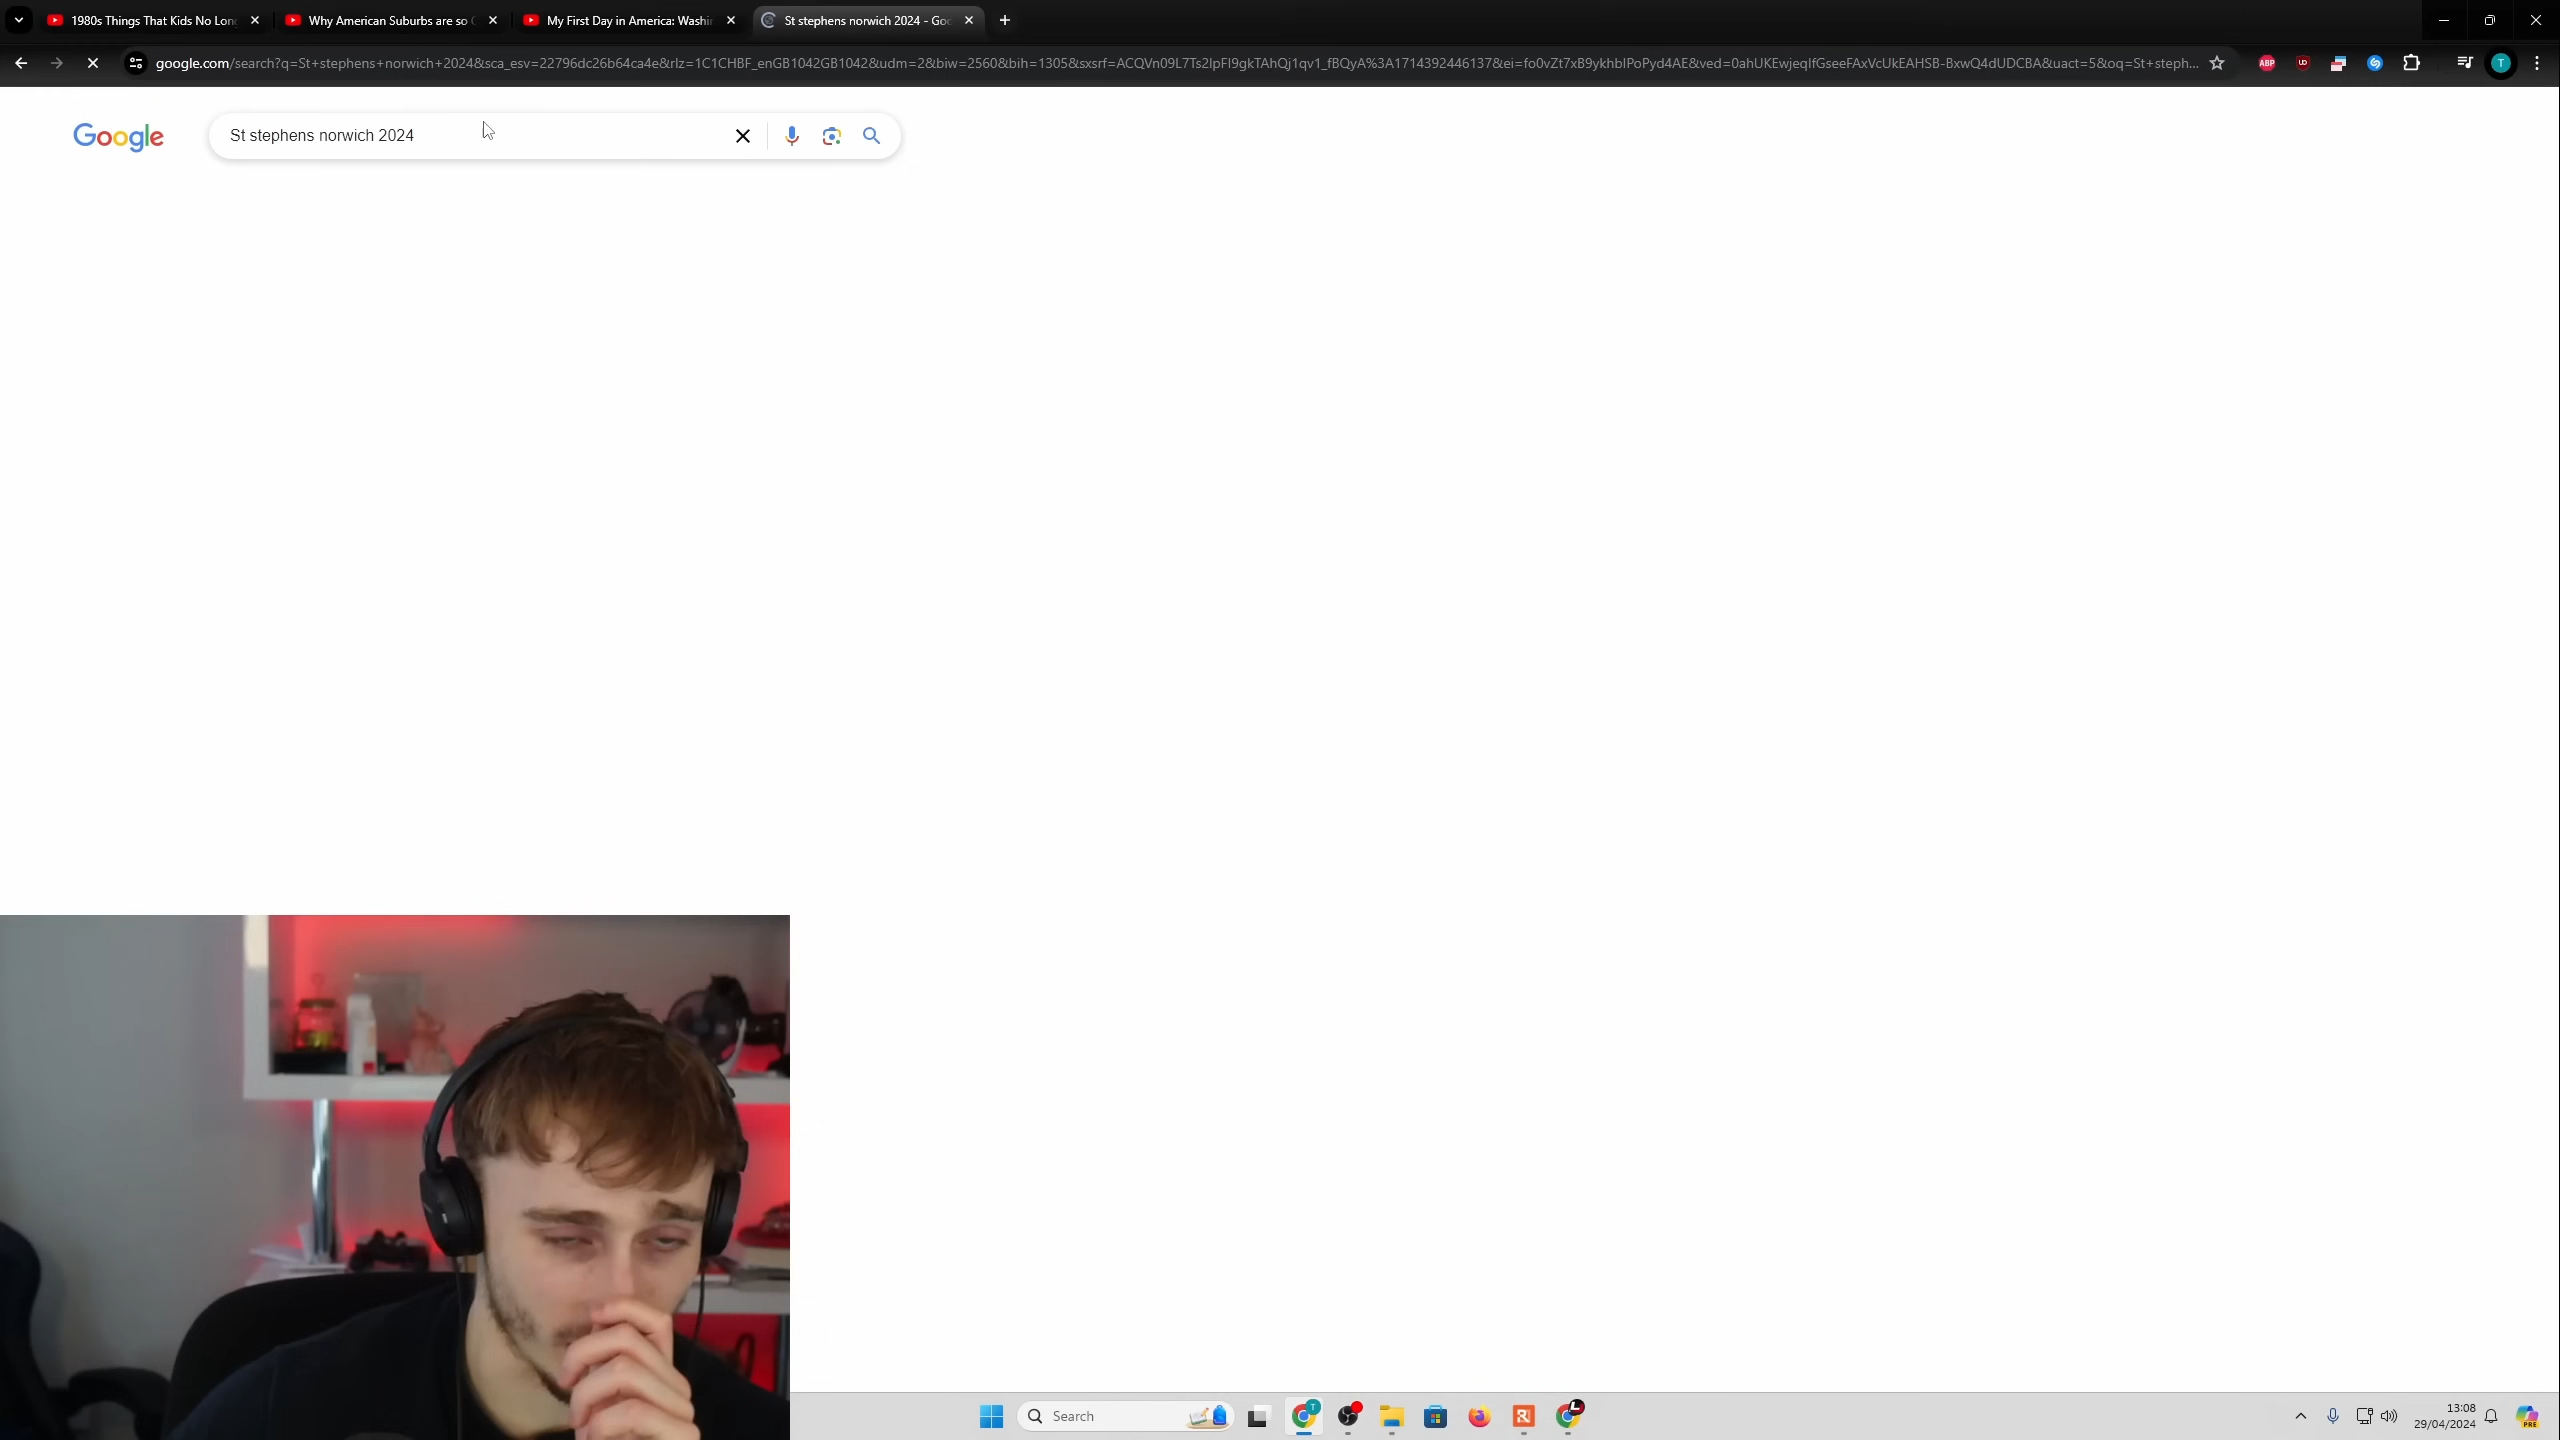 1980s Things That Kids No Lon
Why American Suburbs are so
My First Day in America: Washi
St stephens norwich 2024 - Goo
google.com/search?q=St+stephens+norwich+2024&sca_esv=22796dc26b64ca4e&rlz=1C1CHBF_enGB1042GB1042&udm=2&biw=2560&bih=1305&sxsrf=ACQVn09L7Ts2lpFI9gkTAhQj1qv1_fBQyA%3A1714392446137&ei=fo0vZt7xB9ykhbIPoPyd4AE&ved=0ahUKEwjeqIfGseeFAxVcUkEAHSB-BxwQ4dUDCBA&uact=5&oq=St+steph...
ABP
T
Google
St stephens norwich 2024
Search
T
L
13:08
29/04/2024
PRE